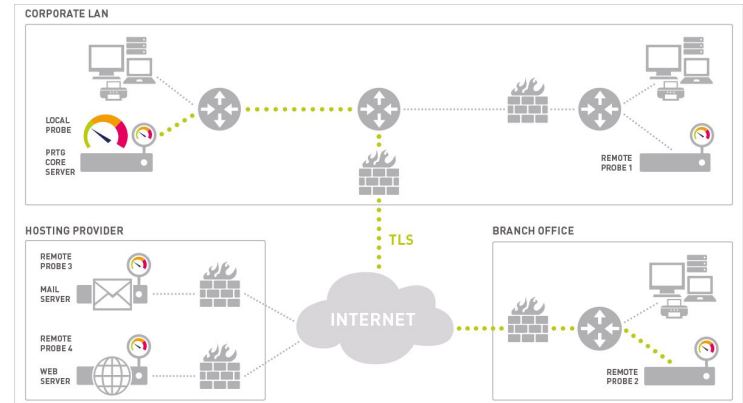 CORPORATE LAN
LOCAL
PROBE
PRTG
CORE
SERVER
REMOTE
PROBE 1
HOSTING PROVIDER
REMOTE
PROBE 3
MAIL
SERVER
REMOTE
PROBE 4
WEB
SERVER
TLS
INTERNET
BRANCH OFFICE
REMOTE
PROBE 2